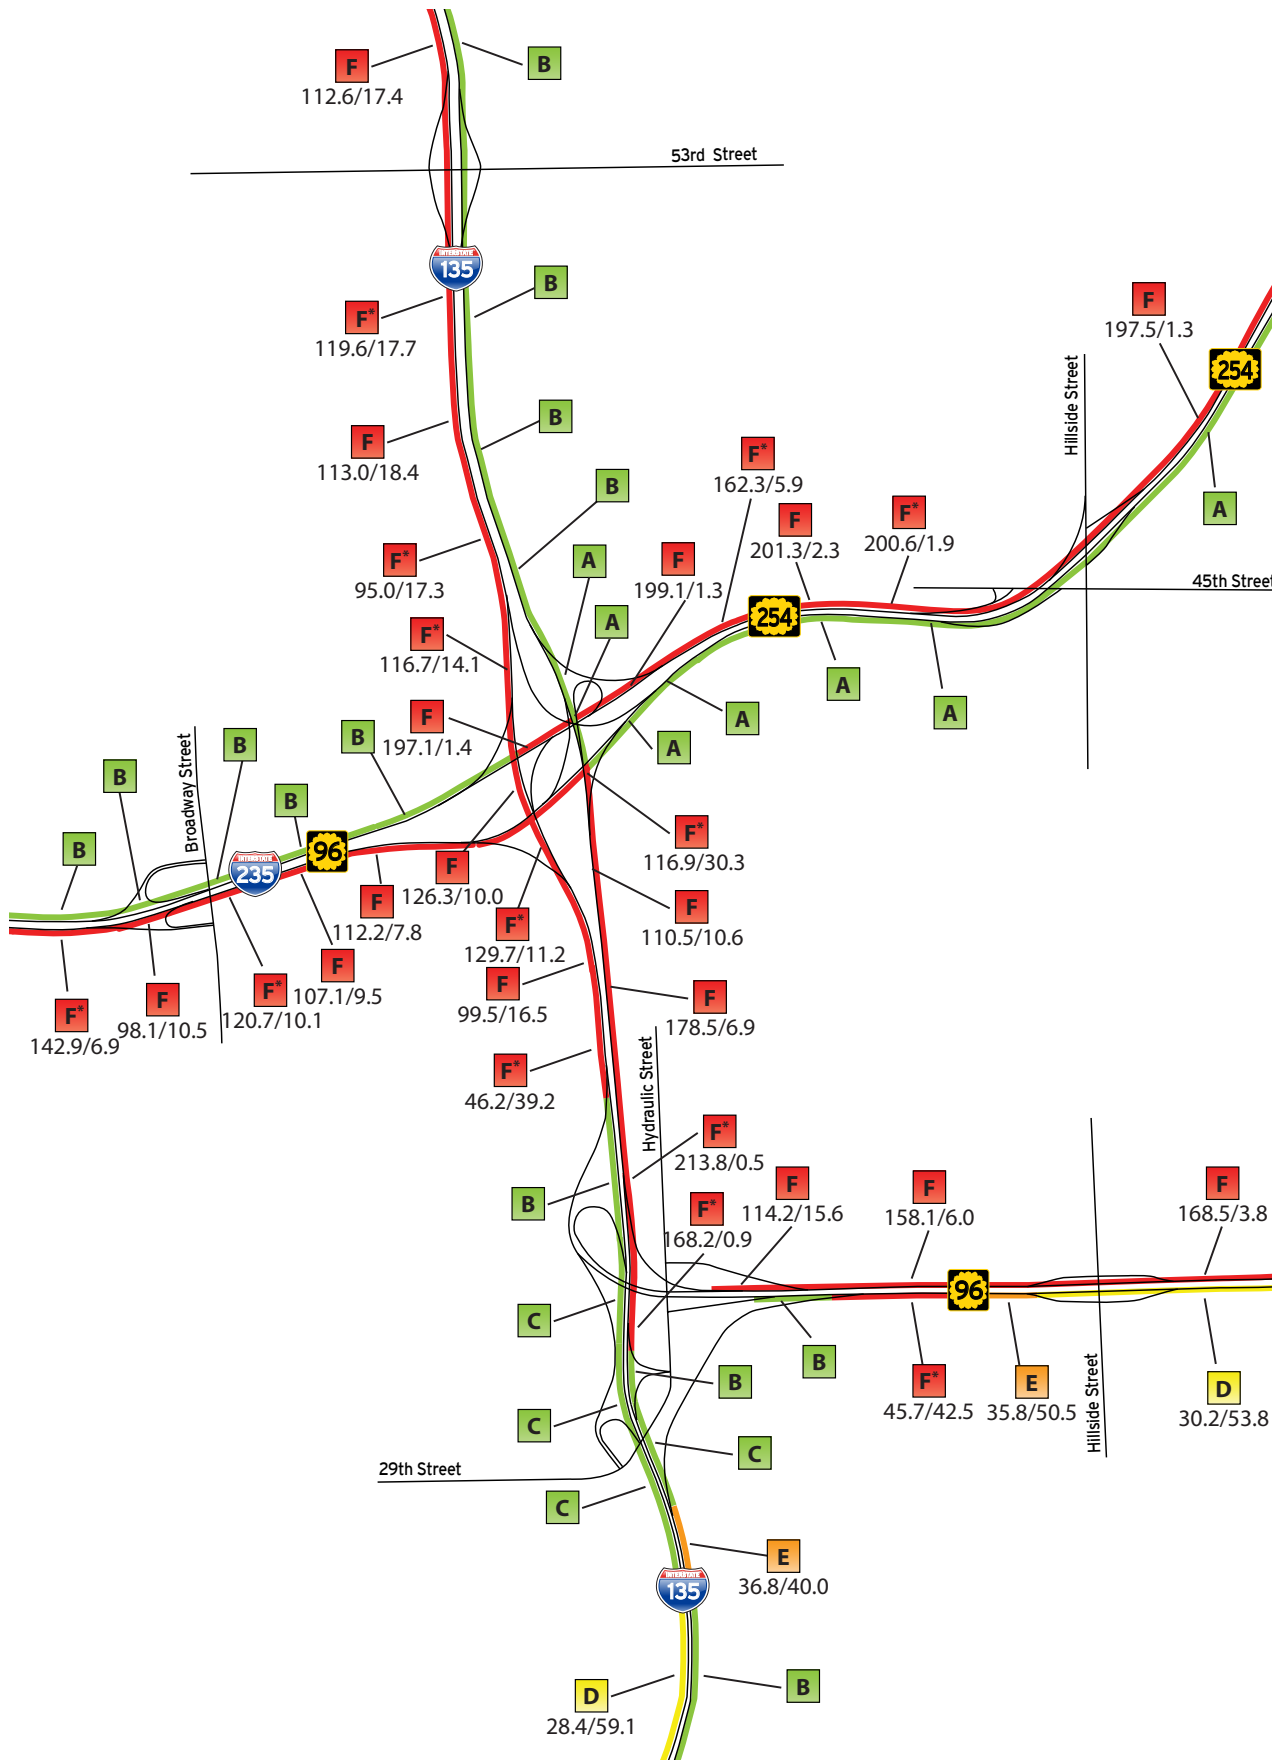 F
B
112.6/17.4
53rd Street
INTERSTATE
135
B
F*
119.6/17.7
F
197.5/1.3
254
Hillside Street
B
F
113.0/18.4
F*
162.3/5.9
B
A
F
201.3/2.3
F*
200.6/1.9
F*
95.0/17.3
A
F
199.1/1.3
45th Street
254
A
F*
116.7/14.1
A
A
A
A
F
197.1/1.4
B
B
B
Broadway Street
B
B
96
INTERSTATE
235
F*
116.9/30.3
F
126.3/10.0
F
112.2/7.8
F
110.5/10.6
F*
129.7/11.2
F
107.1/9.5
F
99.5/16.5
F*
120.7/10.1
F
98.1/10.5
F*
142.9/6.9
F
178.5/6.9
Hydraulic Street
F*
46.2/39.2
F*
213.8/0.5
F
114.2/15.6
F
158.1/6.0
F
168.5/3.8
B
F*
168.2/0.9
96
C
B
B
F*
45.7/42.5
E
35.8/50.5
Hillside Street
D
30.2/53.8
C
C
29th Street
C
E
36.8/40.0
INTERSTATE
135
D
28.4/59.1
B